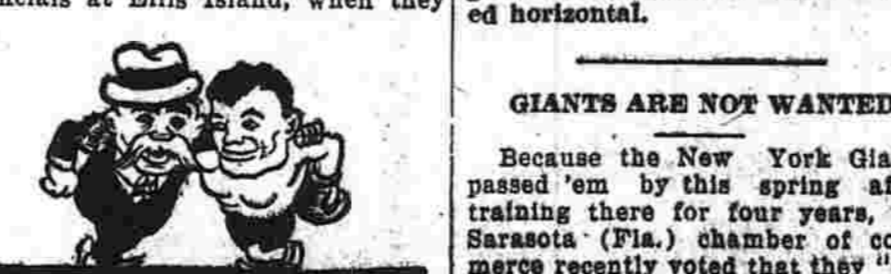 at Ellis Island, when they
ed horizontal.
GIANTS ARE NOT WANTED
Because the New York Gia
passed 'em by this spring af
training there for four years,
Sarasota (Fla.) chamber of co
merce recently voted that they "